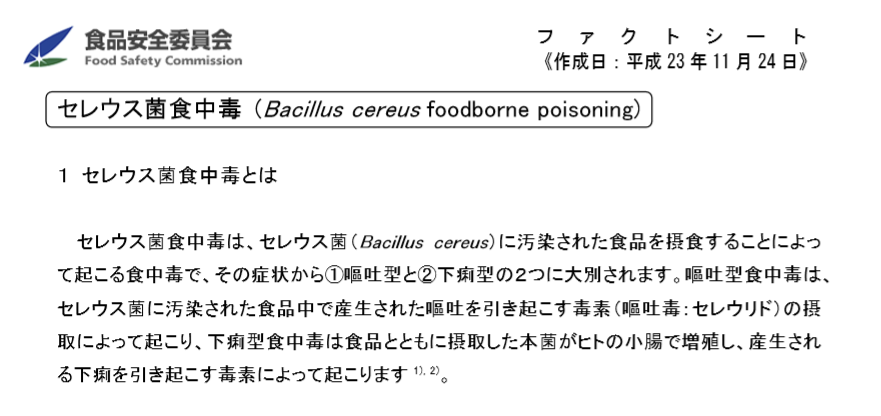 食品安全委員会
Food Safety Commission
ファクトシート
《作成日：平成23年11月24日》
セレウス菌食中毒（Bacillus cereus foodborne poisoning）
１ セレウス菌食中毒とは
セレウス菌食中毒は、セレウス菌（Bacillus cereus）に汚染された食品を摂食することによっ
て起こる食中毒で、その症状から①嘔吐型と②下痢型の２つに大別されます。嘔吐型食中毒は、
セレウス菌に汚染された食品中で産生された嘔吐を引き起こす毒素（嘔吐毒：セレウリド）の摂
取によって起こり、下痢型食中毒は食品とともに摂取した本菌がヒトの小腸で増殖し、産生され
る下痢を引き起こす毒素によって起こります 1), 2)。